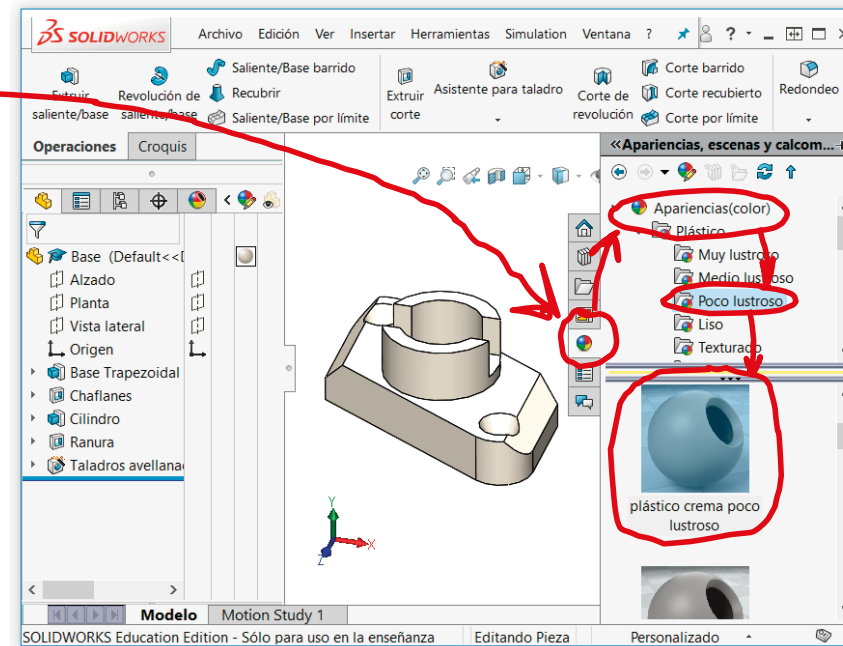 SOLIDWORKS Archivo Edición Ver Insertar Herramientas Simulation Ventana ? ?
Extruir saliente/base
Revolución de saliente/base
Saliente/Base barrido
Recubrir
Saliente/Base por límite
Extruir corte
Asistente para taladro
Corte de revolución
Corte barrido
Corte recubierto
Corte por límite
Redondeo
Operaciones Croquis
«Apariencias, escenas y calcom...
Base (Default<<
Alzado
Planta
Vista lateral
Origen
Base Trapezoidal
Chaflanes
Cilindro
Ranura
Taladros avellana
Y
X
Z
Apariencias(color)
Plástico
Muy lustroso
Medio lustroso
Poco lustroso
Liso
Texturado
plástico crema poco
lustroso
Modelo Motion Study 1
SOLIDWORKS Education Edition - Sólo para uso en la enseñanza Editando Pieza Personalizado